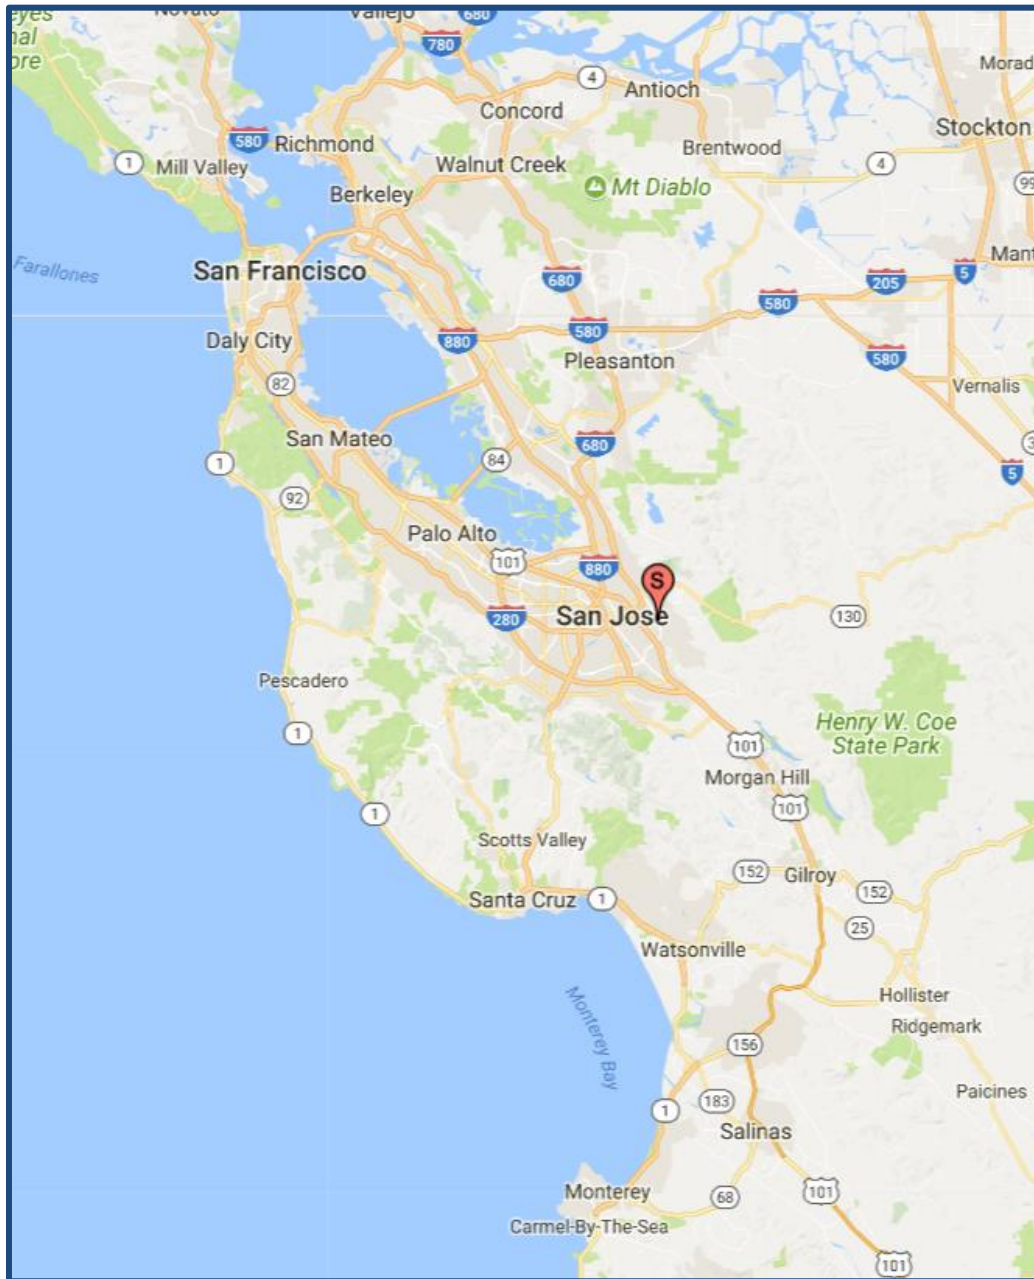 Vallejo
680
780
4
Antioch
Concord
Stockton
580
Richmond
Brentwood
1
Mill Valley
Walnut Creek
4
99
Berkeley
Mt Diablo
Farallones
San Francisco
680
205
5
580
Daly City
880
580
Pleasanton
580
82
Vernalis
San Mateo
680
1
84
5
92
Palo Alto
101
880
S
280
San Jose
130
Pescadero
1
101
Henry W. Coe
State Park
Morgan Hill
101
1
Scotts Valley
152
Gilroy
152
Santa Cruz
1
25
Watsonville
Monterey Bay
Hollister
Ridgemark
156
183
Paicines
1
Salinas
Monterey
68
101
Carmel-By-The-Sea
101